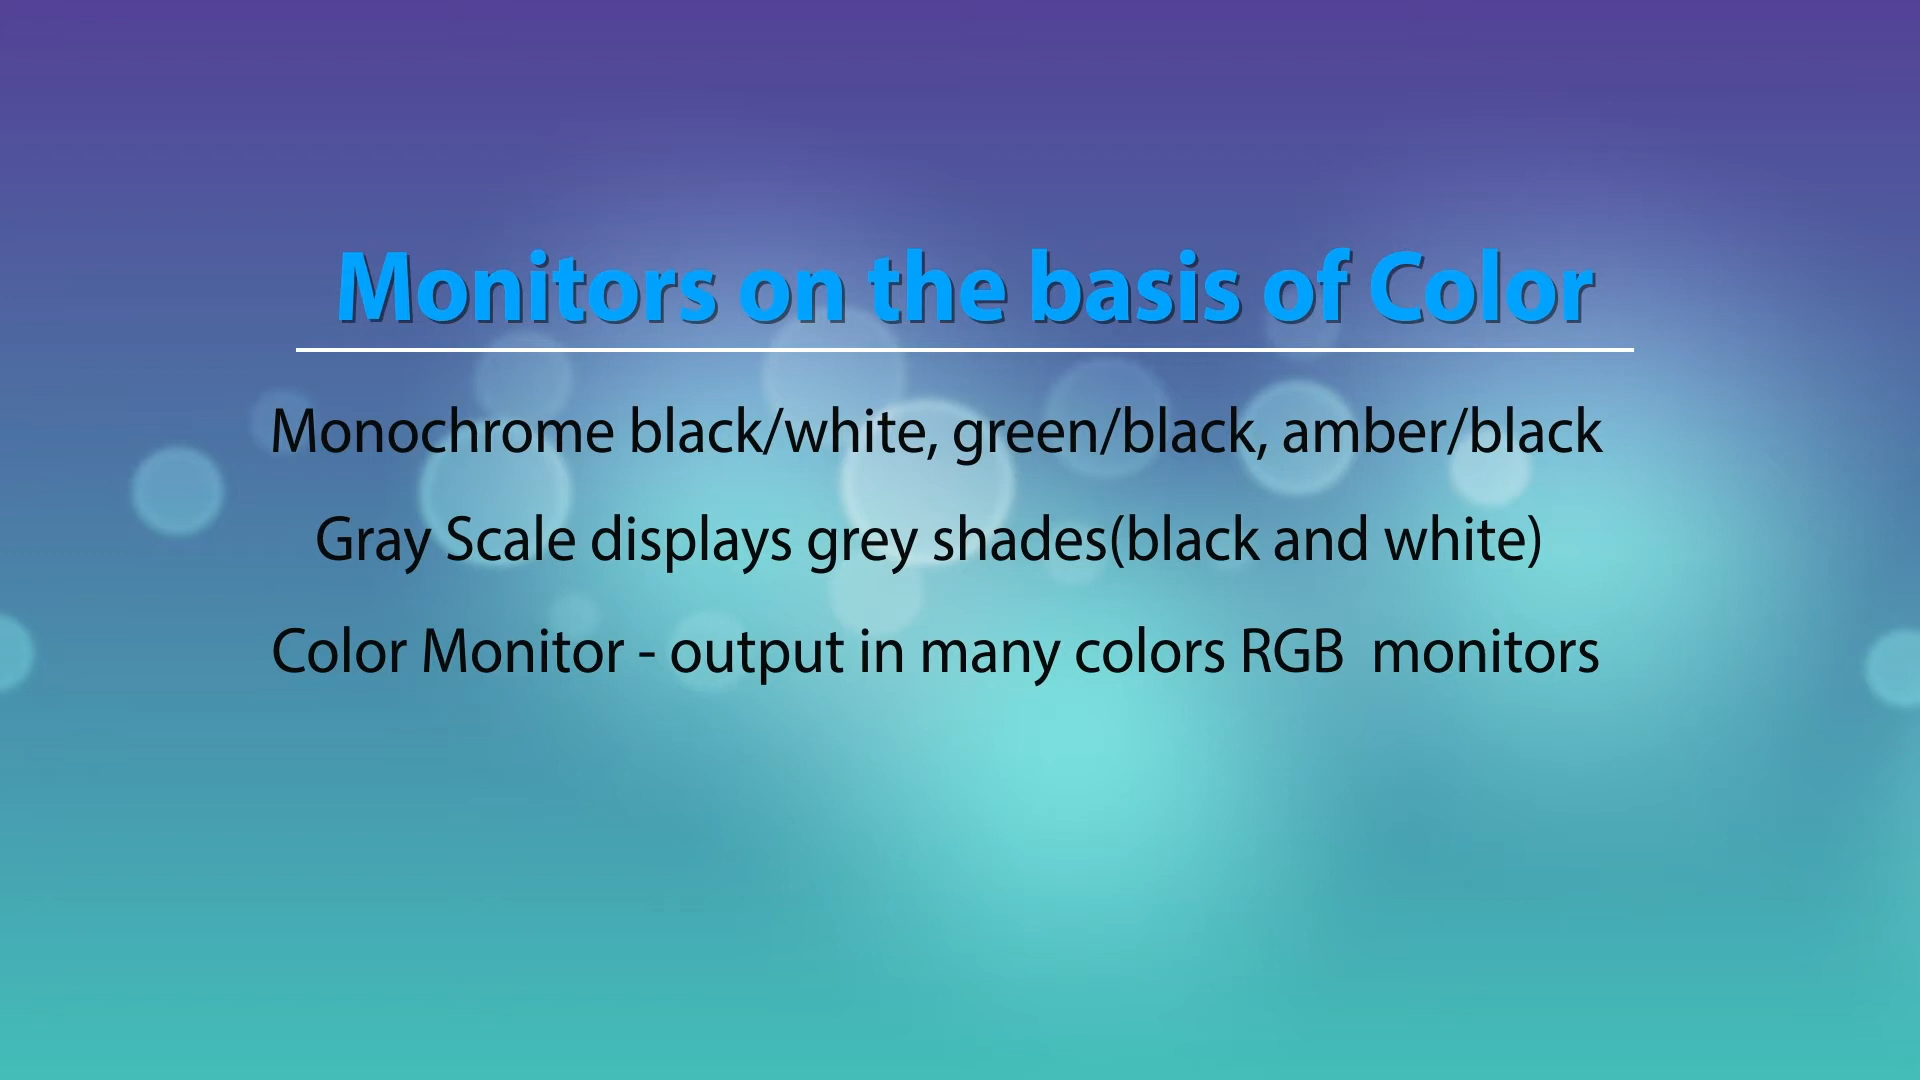 Monitors on the basis of Color
Monochrome black/white, green/black, amber/black
Gray Scale displays grey shades(black and white)
Color Monitor - output in many colors RGB  monitors